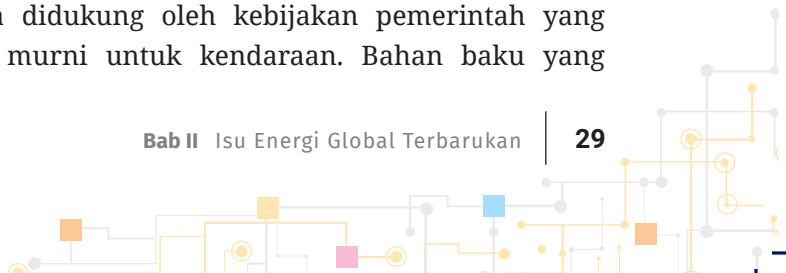 didukung oleh kebijakan pemerintah yang
murni untuk kendaraan. Bahan baku yang
Bab II Isu Energi Global Terbarukan 29